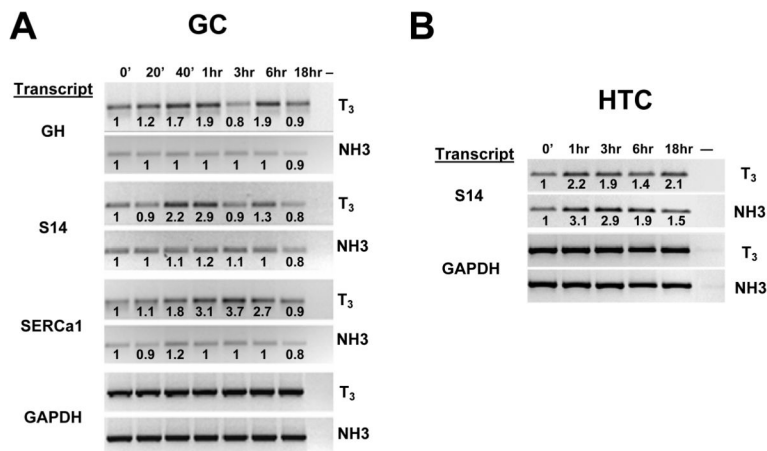 A
GC
0' 20' 40' 1hr 3hr 6hr 18hr –
Transcript
GH
T3
1 1.2 1.7 1.9 0.8 1.9 0.9
NH3
1 1 1 1 1 1 0.9
S14
T3
1 0.9 2.2 2.9 0.9 1.3 0.8
NH3
1 1 1.1 1.2 1.1 1 0.8
SERCa1
T3
1 1.1 1.8 3.1 3.7 2.7 0.9
NH3
1 0.9 1.2 1 1 1 0.8
GAPDH
T3
NH3
B
HTC
Transcript 0' 1hr 3hr 6hr 18hr —
S14
T3
1 2.2 1.9 1.4 2.1
NH3
1 3.1 2.9 1.9 1.5
GAPDH
T3
NH3